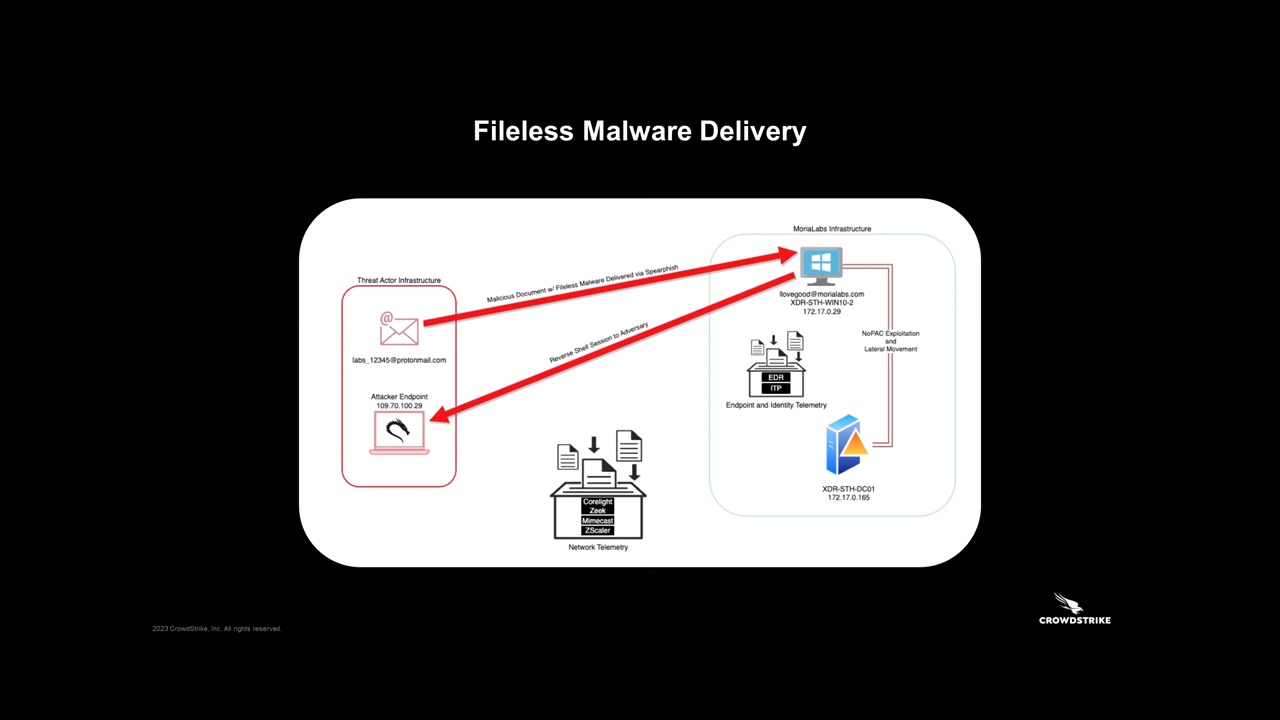 Fileless Malware Delivery
MoriaLabs Infrastructure
Threat Actor Infrastructure
Malicious Document w/ Fileless Malware Delivered via Spearphish
llovegood@morialabs.com
XDR-STH-WIN10-2
172.17.0.29
@
labs_12345@protonmail.com
Reverse Shell Session to Adversary
NoPAC Exploitation
and
Lateral Movement
EDR
ITP
Endpoint and Identity Telemetry
Attacker Endpoint
109.70.100.29
XDR-STH-DC01
172.17.0.165
Corelight
Zeek
Mimecast
ZScaler
Network Telemetry
CROWDSTRIKE
2023 CrowdStrike, Inc. All rights reserved.